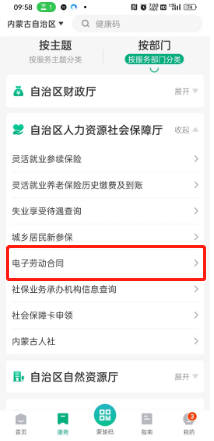 09:58
内蒙古自治区
健康码
按主题
按服务主题分类
按部门
按服务部门分类
自治区财政厅
展开
自治区人力资源社会保障厅
收起
灵活就业参续保险
灵活就业养老保险历史缴费及到账
失业享受待遇查询
城乡居民新参保
电子劳动合同
社保业务承办机构信息查询
社会保障卡申领
内蒙古人社
自治区自然资源厅
展开
首页
服务
蒙速码
指南
3
我的